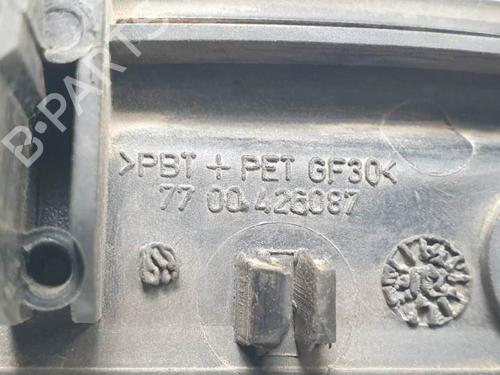 B-PARTS
>PBT + PET GF30<
77 00 426087